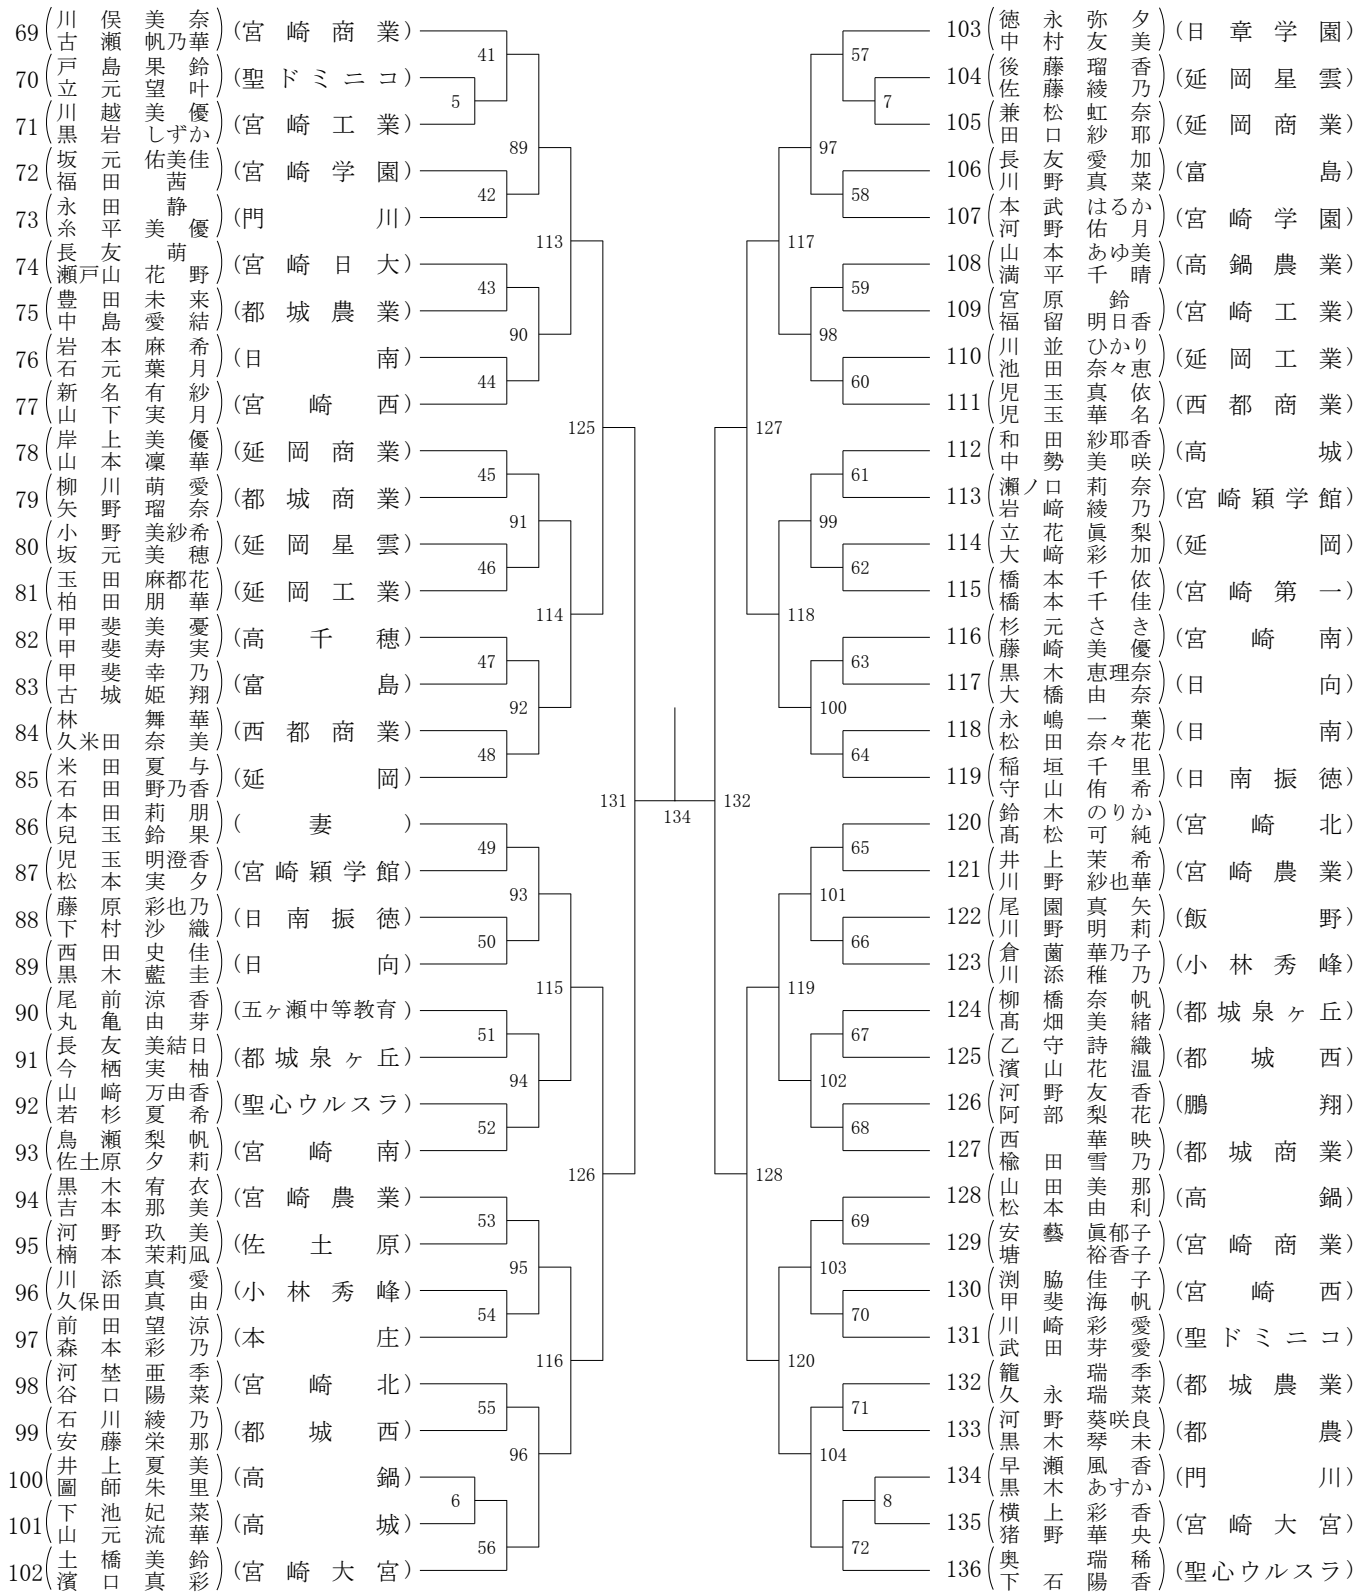 69 川俣美奈 古瀬帆乃華 (宮崎商業)
70 戸島果鈴 立元望叶 (聖ドミニコ)
71 川越美優 黒岩しずか (宮崎工業)
72 坂元佑美佳 福田茜 (宮崎学園)
73 永田静 糸平美優 (門川)
74 長友萌 瀬戸山花野 (宮崎日大)
75 豊田未来 中島愛結 (都城農業)
76 岩本麻希 石元葉月 (日南)
77 新名有紗 山下実月 (宮崎西)
78 岸上美優 山本凜華 (延岡商業)
79 柳川萌愛 矢野瑠奈 (都城商業)
80 小野美紗希 坂元美穂 (延岡星雲)
81 玉田麻都花 柏田朋華 (延岡工業)
82 甲斐美憂 甲斐寿実 (高千穂)
83 甲斐幸乃 古城姫翔 (富島)
84 林舞華 久米田奈美 (西都商業)
85 米田夏与 石田野乃香 (延岡)
86 本田莉朋 兒玉鈴果 (妻)
87 児玉明澄香 松本実夕 (宮崎穎学館)
88 藤原彩也乃 下村沙織 (日南振徳)
89 西田史佳 黒木藍圭 (日向)
90 尾前涼香 丸亀由芽 (五ヶ瀬中等教育)
91 長友美結日 今栖実柚 (都城泉ヶ丘)
92 山﨑万由香 若杉夏希 (聖心ウルスラ)
93 鳥瀬梨帆 佐土原夕莉 (宮崎南)
94 黒木宥衣 吉本那美 (宮崎農業)
95 河野玖美 楠本茉莉凪 (佐土原)
96 川添真愛 久保田真由 (小林秀峰)
97 前田望涼 森本彩乃 (本庄)
98 河埜亜季 谷口陽菜 (宮崎北)
99 石川綾乃 安藤栄那 (都城西)
100 井上夏美 圖師朱里 (高鍋)
101 下池妃菜 山元流華 (高城)
102 土橋美鈴 濱口真彩 (宮崎大宮)
41
5
89
42
113
43
90
44
125
45
91
46
114
47
92
48
131
49
93
50
115
51
94
52
126
53
95
54
116
55
96
6
56
134
132
57
7
97
58
117
59
98
60
127
61
99
62
118
63
100
64
65
101
66
119
67
102
68
128
69
103
70
120
71
104
8
72
103 徳永弥夕 中村友美 (日章学園)
104 後藤瑠香 佐藤綾乃 (延岡星雲)
105 兼松虹奈 田口紗耶 (延岡商業)
106 長友愛加 川野真菜 (富島)
107 本武はるか 河野佑月 (宮崎学園)
108 山本あゆ美 満平千晴 (高鍋農業)
109 宮原鈴 福留明日香 (宮崎工業)
110 川並ひかり 池田奈々恵 (延岡工業)
111 児玉真依 児玉華名 (西都商業)
112 和田紗耶香 中勢美咲 (高城)
113 瀬ノ口莉奈 岩﨑綾乃 (宮崎穎学館)
114 立花眞梨 大﨑彩加 (延岡)
115 橋本千依 橋本千佳 (宮崎第一)
116 杉元さき 藤崎美優 (宮崎南)
117 黒木恵理奈 大橋由奈 (日向)
118 永嶋一葉 松田奈々花 (日南)
119 稲垣千里 守山侑希 (日南振徳)
120 鈴木のりか 髙松可純 (宮崎北)
121 井上茉希 川野紗也華 (宮崎農業)
122 尾園真矢 川野明莉 (飯野)
123 倉薗華乃子 川添稚乃 (小林秀峰)
124 柳橋奈帆 髙畑美緒 (都城泉ヶ丘)
125 乙守詩織 濱山花温 (都城西)
126 河野友香 阿部梨花 (鵬翔)
127 西華映 楡田雪乃 (都城商業)
128 山田美那 松本由利 (高鍋)
129 安藝眞郁子 塘裕香子 (宮崎商業)
130 渕脇佳子 甲斐海帆 (宮崎西)
131 川崎彩愛 武田芽愛 (聖ドミニコ)
132 籠瑞季 久永瑞菜 (都城農業)
133 河野葵咲良 黒木琴未 (都農)
134 早瀬風香 黒木あすか (門川)
135 横上彩香 猪野華央 (宮崎大宮)
136 奥瑞稀 下石陽香 (聖心ウルスラ)